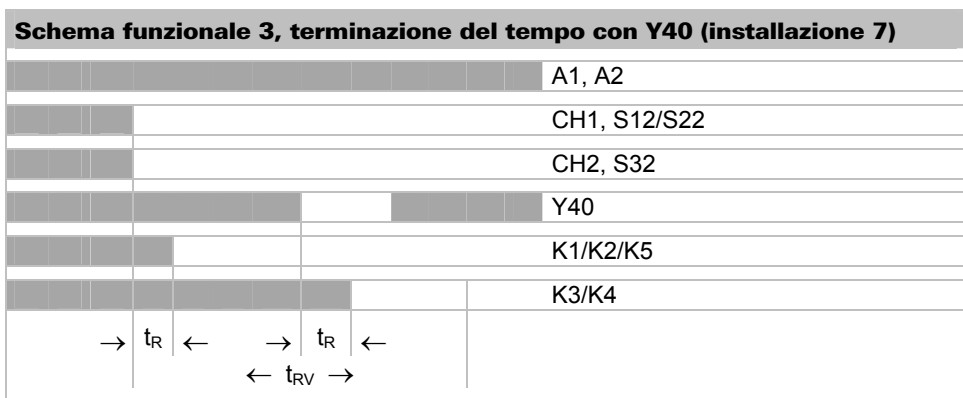 Schema funzionale 3, terminazione del tempo con Y40 (installazione 7)
A1, A2
CH1, S12/S22
CH2, S32
Y40
K1/K2/K5
K3/K4
→ tR ← → tR ←
← tRV →